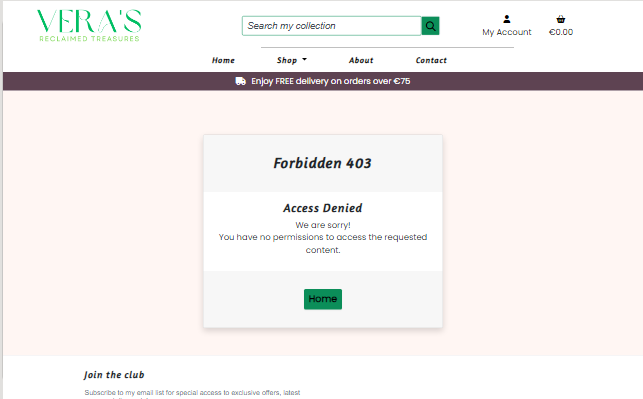 VERA'S
RECLAIMED TREASURES
Search my collection
My Account
€0.00
Home Shop About Contact
Enjoy FREE delivery on orders over €75
Forbidden 403
Access Denied
We are sorry!
You have no permissions to access the requested
content.
Home
Join the club
Subscribe to my email list for special access to exclusive offers, latest